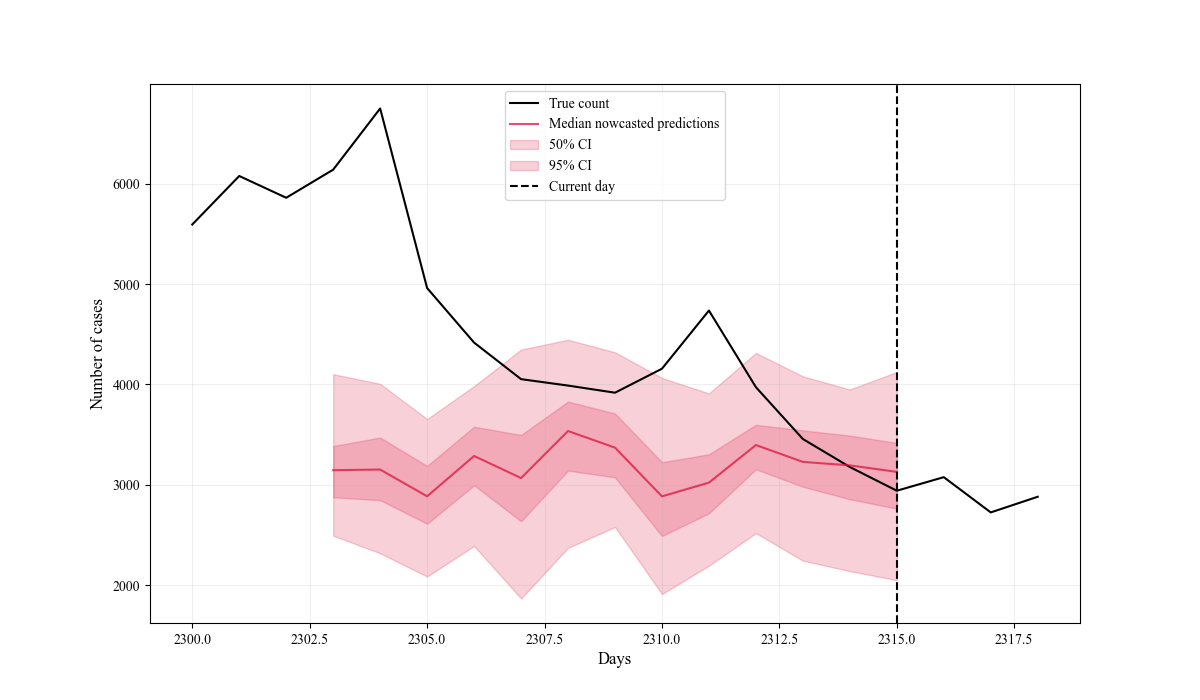 True count
Median nowcasted predictions
50% CI
95% CI
Current day
Number of cases
6000
5000
4000
3000
2000
2300.0 2302.5 2305.0 2307.5 2310.0 2312.5 2315.0 2317.5
Days